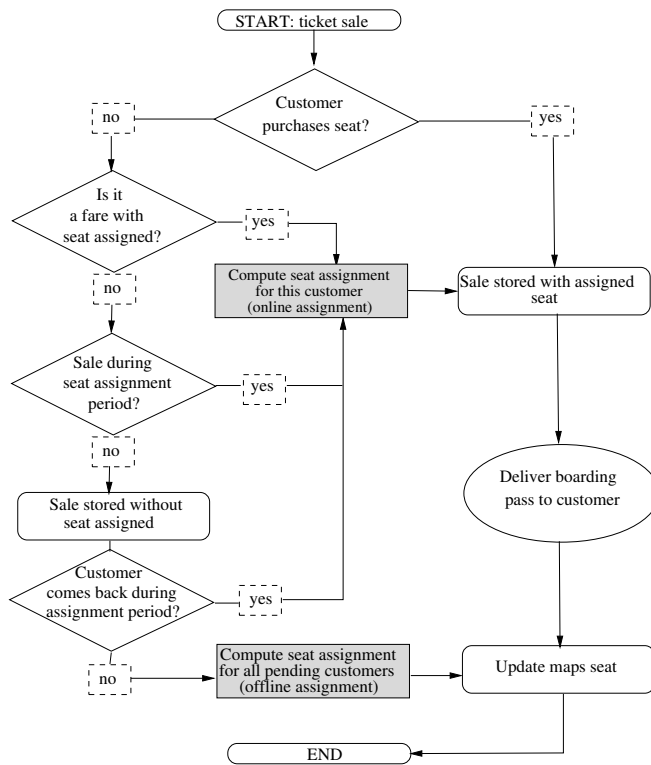 START: ticket sale
Customer
purchases seat?
no
yes
Is it
a fare with
seat assigned?
yes
no
Compute seat assignment
for this customer
(online assignment)
Sale stored with assigned
seat
Sale during
seat assignment
period?
yes
no
Sale stored without
seat assigned
Deliver boarding
pass to customer
Customer
comes back during
assignment period?
yes
no
Compute seat assignment
for all pending customers
(offline assignment)
Update maps seat
END